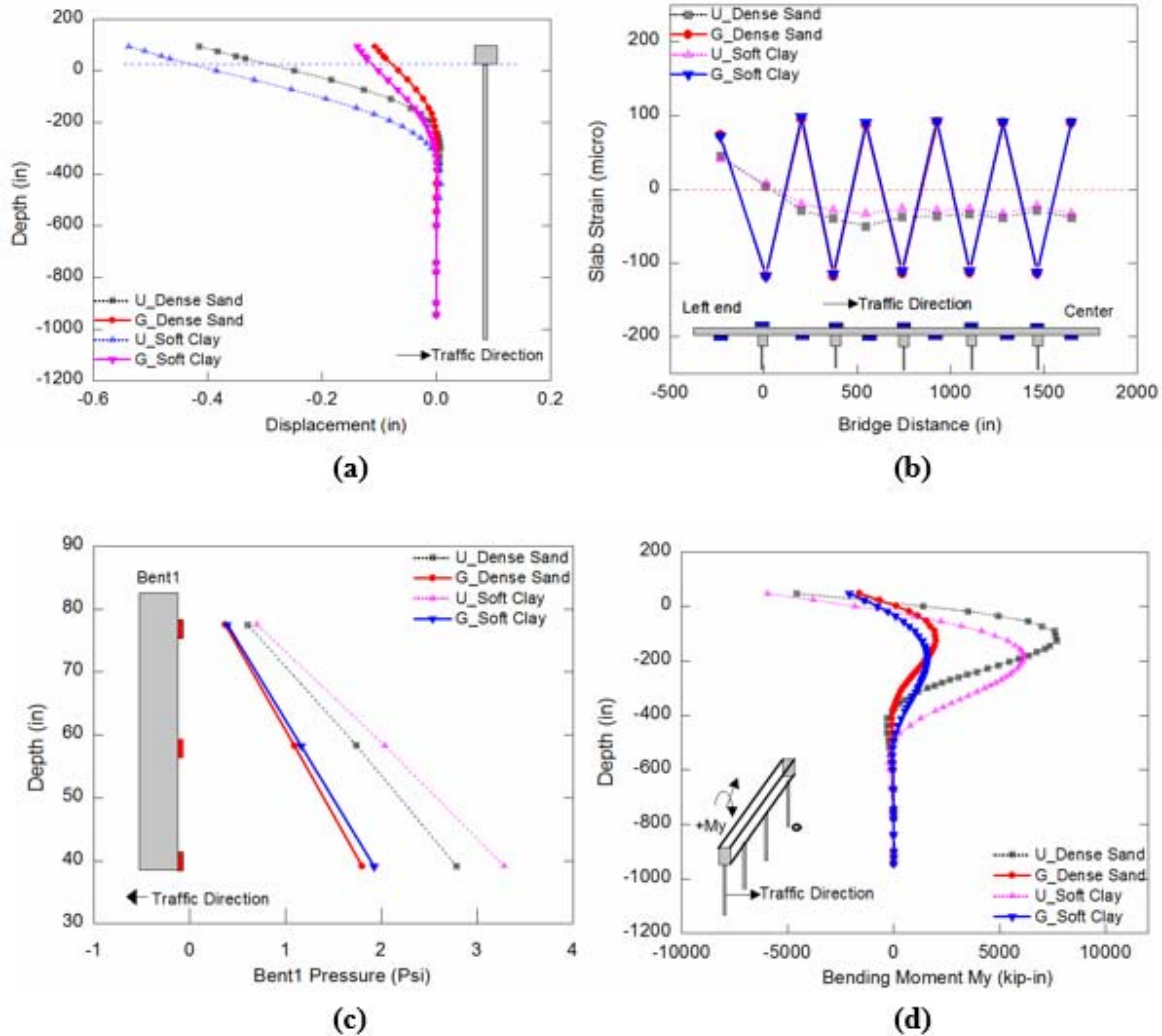 200
0
-200
-400
-600
-800
-1000
-1200
Depth (in)
U_Dense Sand
G_Dense Sand
U_Soft Clay
G_Soft Clay
Traffic Direction
-0.6 -0.4 -0.2 0.0 0.2
Displacement (in)
(a)
U_Dense Sand
G_Dense Sand
U_Soft Clay
G_Soft Clay
200
100
0
-100
-200
Slab Strain (micro)
Left end
Traffic Direction
Center
-500 0 500 1000 1500 2000
Bridge Distance (in)
(b)
90
80
70
60
50
40
30
Depth (in)
Bent1
U_Dense Sand
G_Dense Sand
U_Soft Clay
G_Soft Clay
Traffic Direction
-1 0 1 2 3 4
Bent1 Pressure (Psi)
(c)
200
0
-200
-400
-600
-800
-1000
-1200
Depth (in)
+My
Traffic Direction
U_Dense Sand
G_Dense Sand
U_Soft Clay
G_Soft Clay
-10000 -5000 0 5000 10000
Bending Moment My (kip-in)
(d)